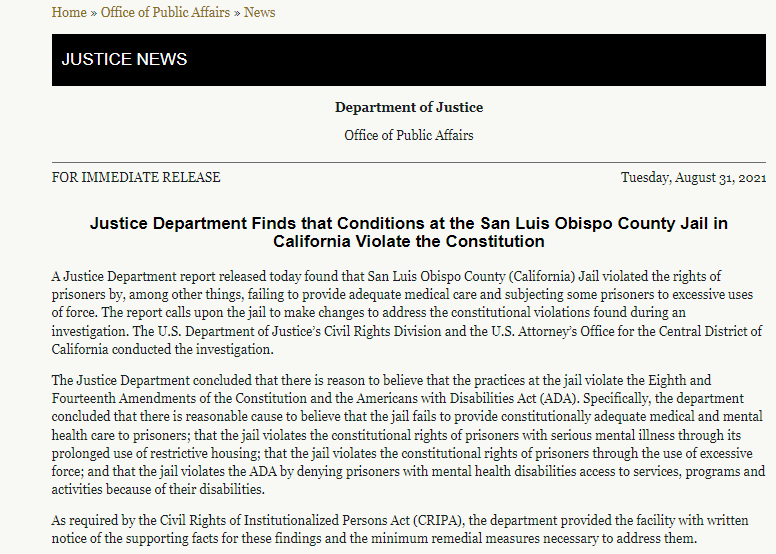 Home » Office of Public Affairs » News
JUSTICE NEWS
Department of Justice
Office of Public Affairs
FOR IMMEDIATE RELEASE Tuesday, August 31, 2021
Justice Department Finds that Conditions at the San Luis Obispo County Jail in
California Violate the Constitution
A Justice Department report released today found that San Luis Obispo County (California) Jail violated the rights of
prisoners by, among other things, failing to provide adequate medical care and subjecting some prisoners to excessive uses
of force. The report calls upon the jail to make changes to address the constitutional violations found during an
investigation. The U.S. Department of Justice’s Civil Rights Division and the U.S. Attorney’s Office for the Central District of
California conducted the investigation.
The Justice Department concluded that there is reason to believe that the practices at the jail violate the Eighth and
Fourteenth Amendments of the Constitution and the Americans with Disabilities Act (ADA). Specifically, the department
concluded that there is reasonable cause to believe that the jail fails to provide constitutionally adequate medical and mental
health care to prisoners; that the jail violates the constitutional rights of prisoners with serious mental illness through its
prolonged use of restrictive housing; that the jail violates the constitutional rights of prisoners through the use of excessive
force; and that the jail violates the ADA by denying prisoners with mental health disabilities access to services, programs and
activities because of their disabilities.
As required by the Civil Rights of Institutionalized Persons Act (CRIPA), the department provided the facility with written
notice of the supporting facts for these findings and the minimum remedial measures necessary to address them.